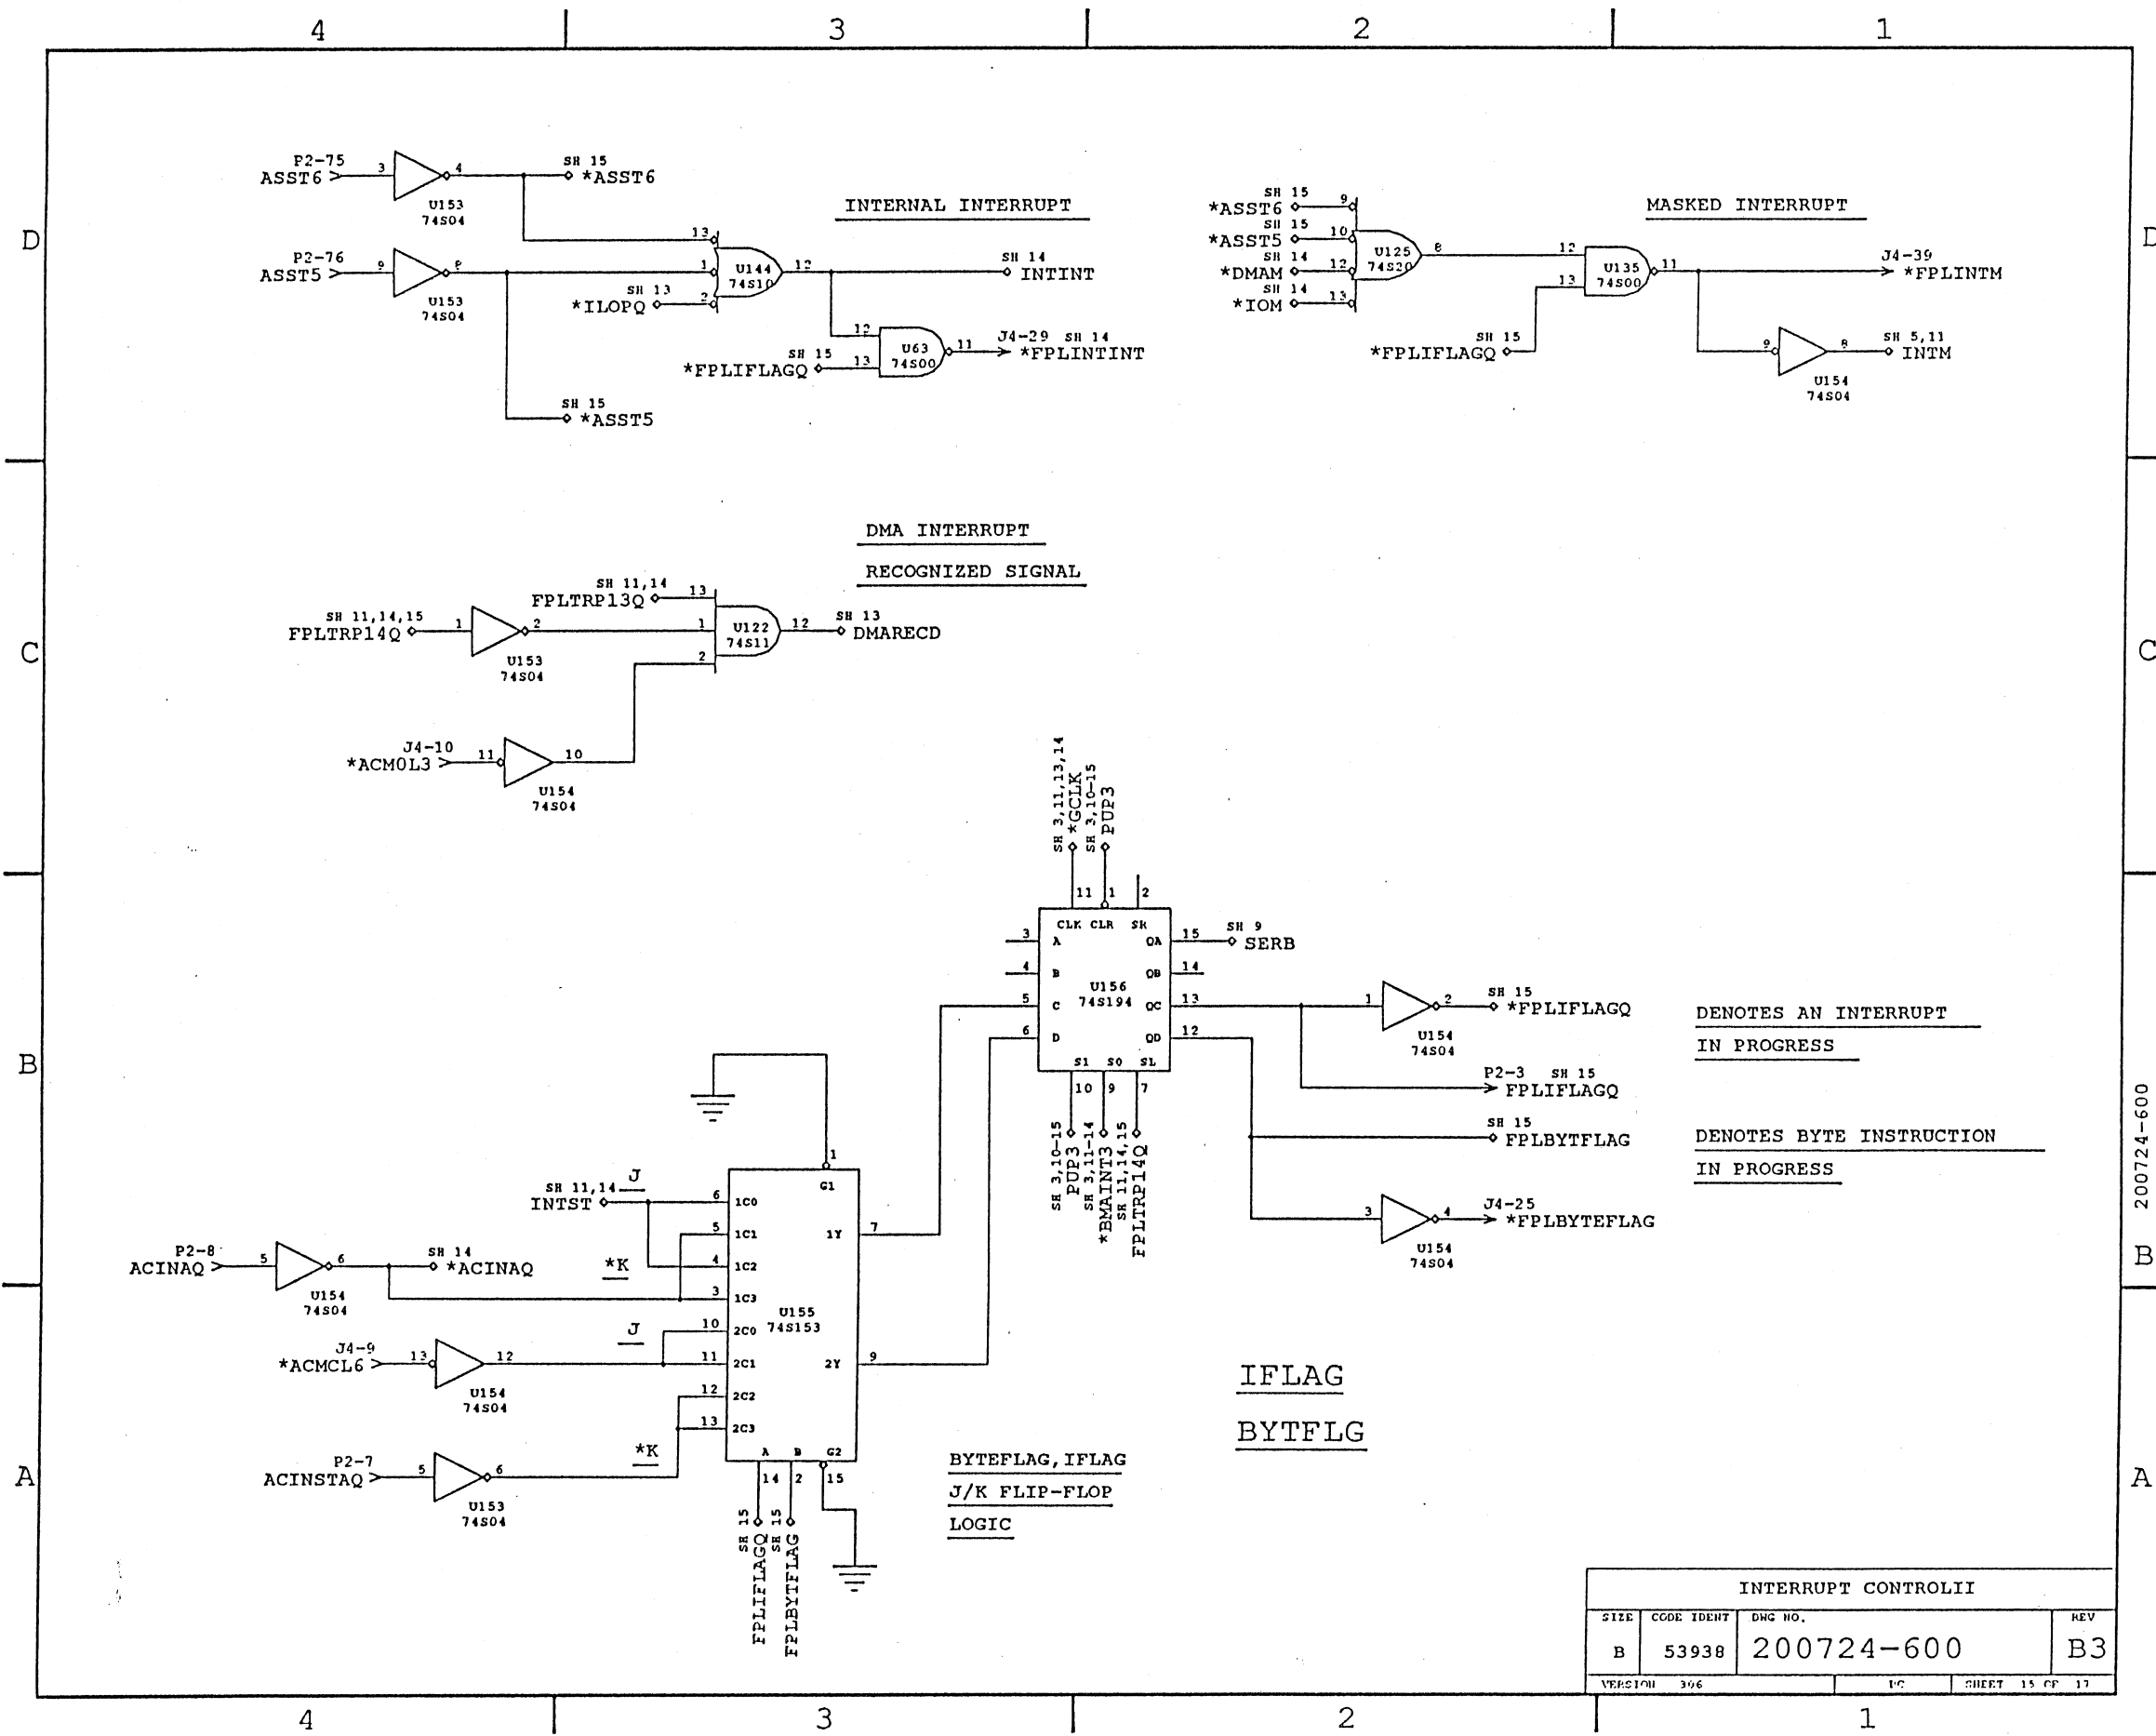 4 3 2 1
D
P2-75
ASST6
3 4
U153
74S04
SH 15
*ASST6
P2-76
ASST5
9 8
U153
74S04
INTERNAL INTERRUPT
13
1
2
U144
74S10
12
SH 13
*ILOPQ
SH 14
INTINT
12
13
U63
74S00
11
SH 15
*FPLIFLAGQ
J4-29 SH 14
*FPLINTINT
SH 15
*ASST5
SH 15
*ASST6
9
SH 15
*ASST5
10
SH 14
*DMAM
12
SH 14
*IOM
13
U125
74S20
8
MASKED INTERRUPT
12
13
U135
74S00
11
SH 15
*FPLIFLAGQ
J4-39
*FPLINTM
9 8
U154
74S04
SH 5,11
INTM
D
C
DMA INTERRUPT
RECOGNIZED SIGNAL
SH 11,14
FPLTRP13Q
13
SH 11,14,15
FPLTRP14Q
1 2
U153
74S04
1
2
U122
74S11
12
SH 13
DMARECD
J4-10
*ACMOL3
11 10
U154
74S04
C
SH 3,11,13,14
*GCLK
SH 3,10-15
PUP3
11 1 2
CLK CLR SR
3 A QA 15
4 B QB 14
5 C QC 13
6 D QD 12
U156
74S194
S1 S0 SL
10 9 7
SH 3,10-15
PUP3
SH 3,11-14
*BMAINT3
SH 11,14,15
FPLTRP14Q
SH 9
SERB
1 2
U154
74S04
SH 15
*FPLIFLAGQ
DENOTES AN INTERRUPT
IN PROGRESS
P2-3 SH 15
FPLIFLAGQ
SH 15
FPLBYTFLAG
DENOTES BYTE INSTRUCTION
IN PROGRESS
3 4
U154
74S04
J4-25
*FPLBYTEFLAG
200724-600
B
B
1
G1
SH 11,14
INTST
J
6 1C0
5 1C1
4 1C2
3 1C3
10 2C0
11 2C1
12 2C2
13 2C3
1Y 7
2Y 9
U155
74S153
A B G2
14 2 15
P2-8
ACINAQ
5 6
U154
74S04
SH 14
*ACINAQ
*K
J
J4-9
*ACMCL6
13 12
U154
74S04
P2-7
ACINSTAQ
5 6
U153
74S04
*K
SH 15
FPLIFLAGQ
SH 15
FPLBYTFLAG
IFLAG
BYTFLG
BYTEFLAG,IFLAG
J/K FLIP-FLOP
LOGIC
A
A
INTERRUPT CONTROLII
SIZE CODE IDENT DWG NO. REV
B 53938 200724-600 B3
VERSION 306 PC SHEET 15 OF 17
4 3 2 1